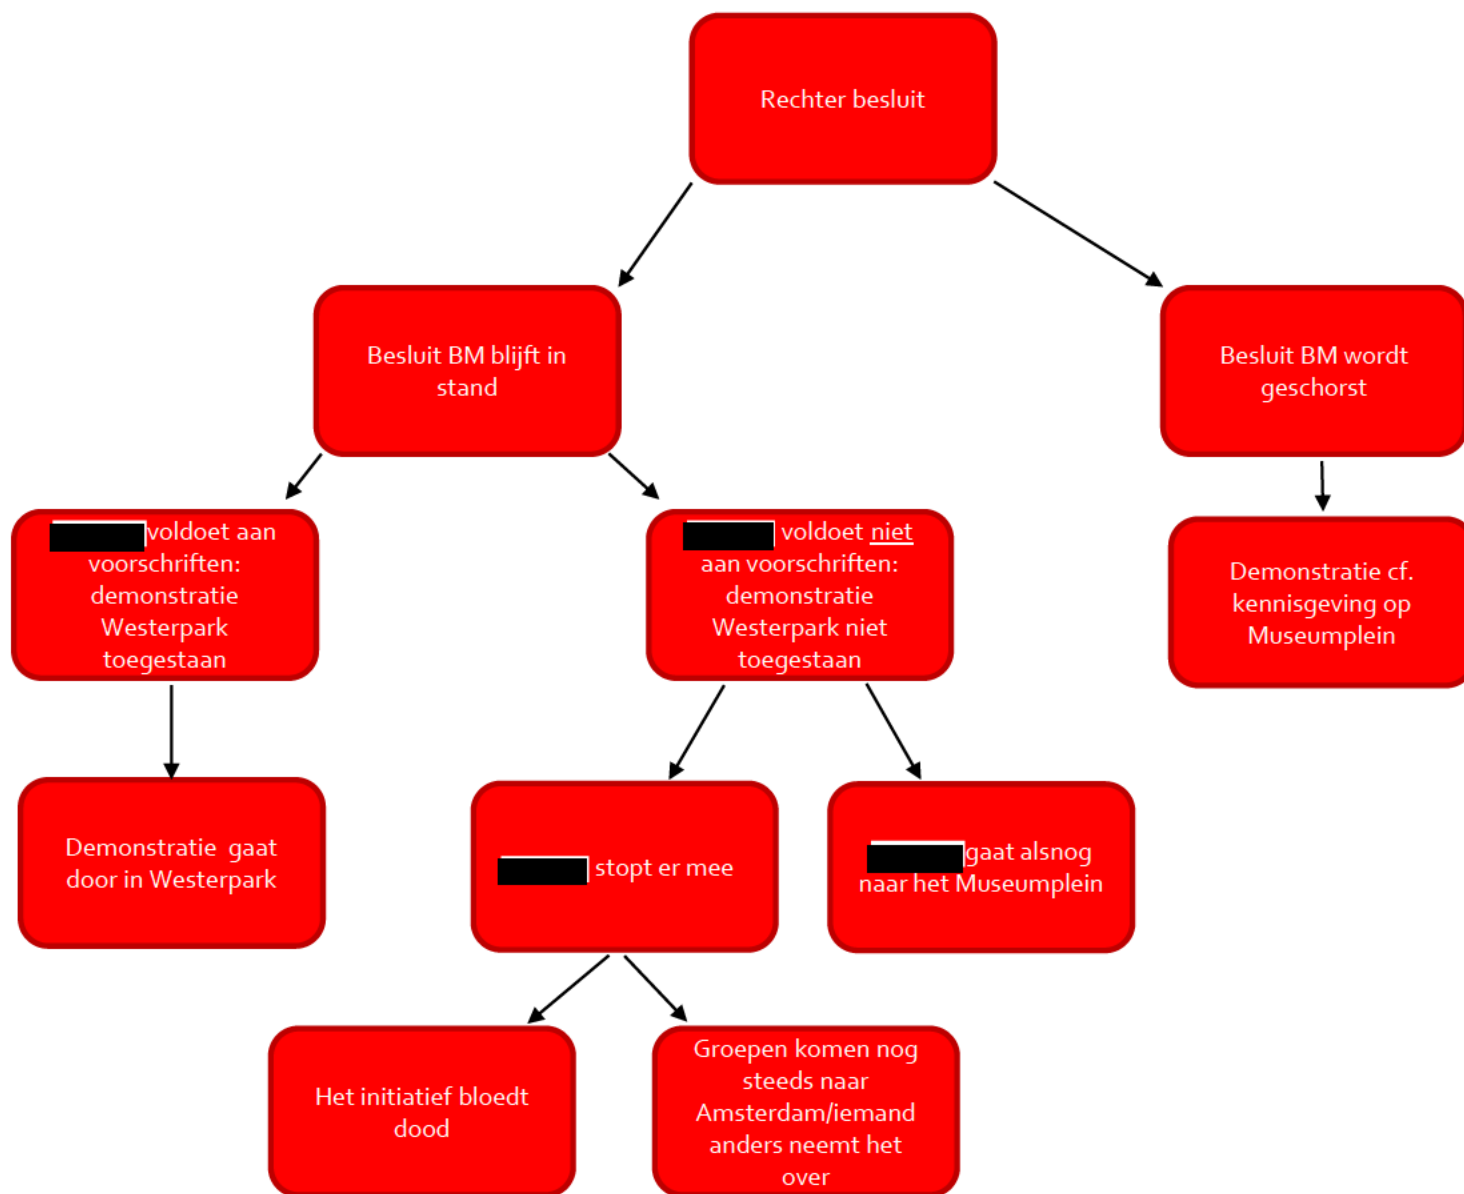 Rechter besluit
Besluit BM blijft in
stand
Besluit BM wordt
geschorst
voldoet aan
voorschriften:
demonstratie
Westerpark
toegestaan
voldoet niet
aan voorschriften:
demonstratie
Westerpark niet
toegestaan
Demonstratie cf.
kennisgeving op
Museumplein
Demonstratie gaat
door in Westerpark
stopt er mee
gaat alsnog
naar het Museumplein
Het initiatief bloedt
dood
Groepen komen nog
steeds naar
Amsterdam/iemand
anders neemt het
over